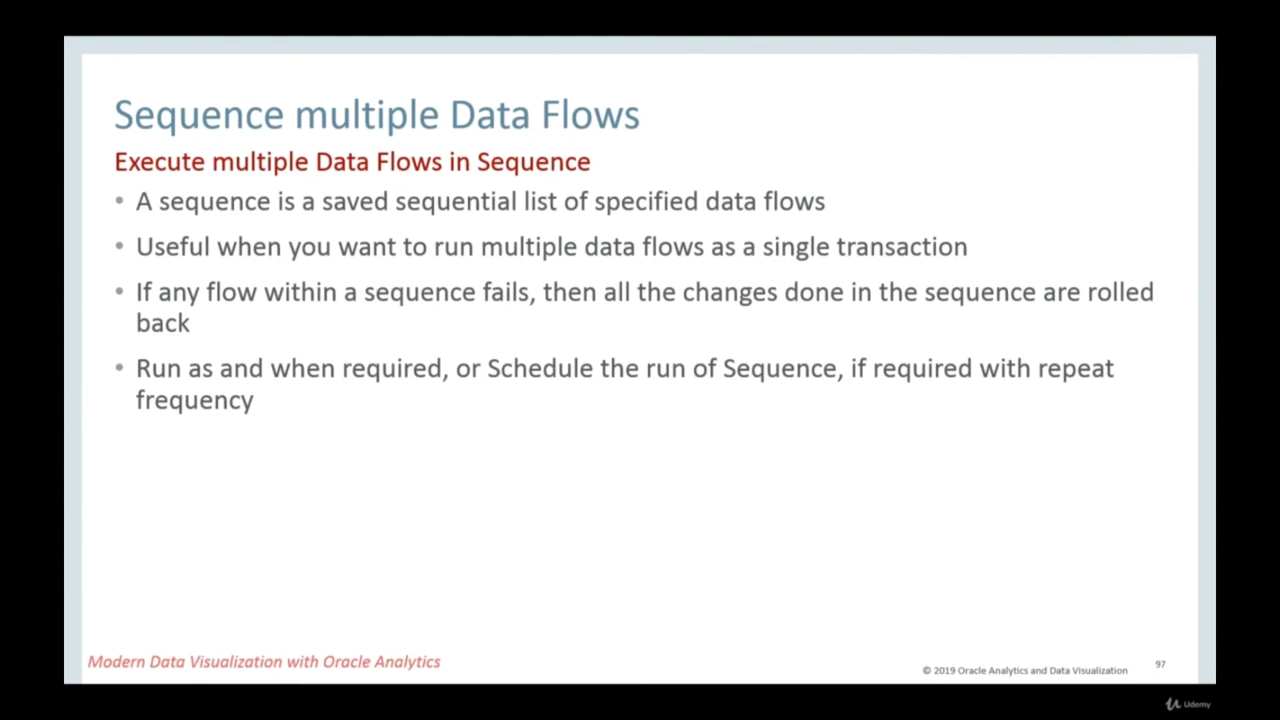 Sequence multiple Data Flows
Execute multiple Data Flows in Sequence
• A sequence is a saved sequential list of specified data flows
• Useful when you want to run multiple data flows as a single transaction
• If any flow within a sequence fails, then all the changes done in the sequence are rolled
back
• Run as and when required, or Schedule the run of Sequence, if required with repeat
frequency
Modern Data Visualization with Oracle Analytics
© 2019 Oracle Analytics and Data Visualization
97
Udemy